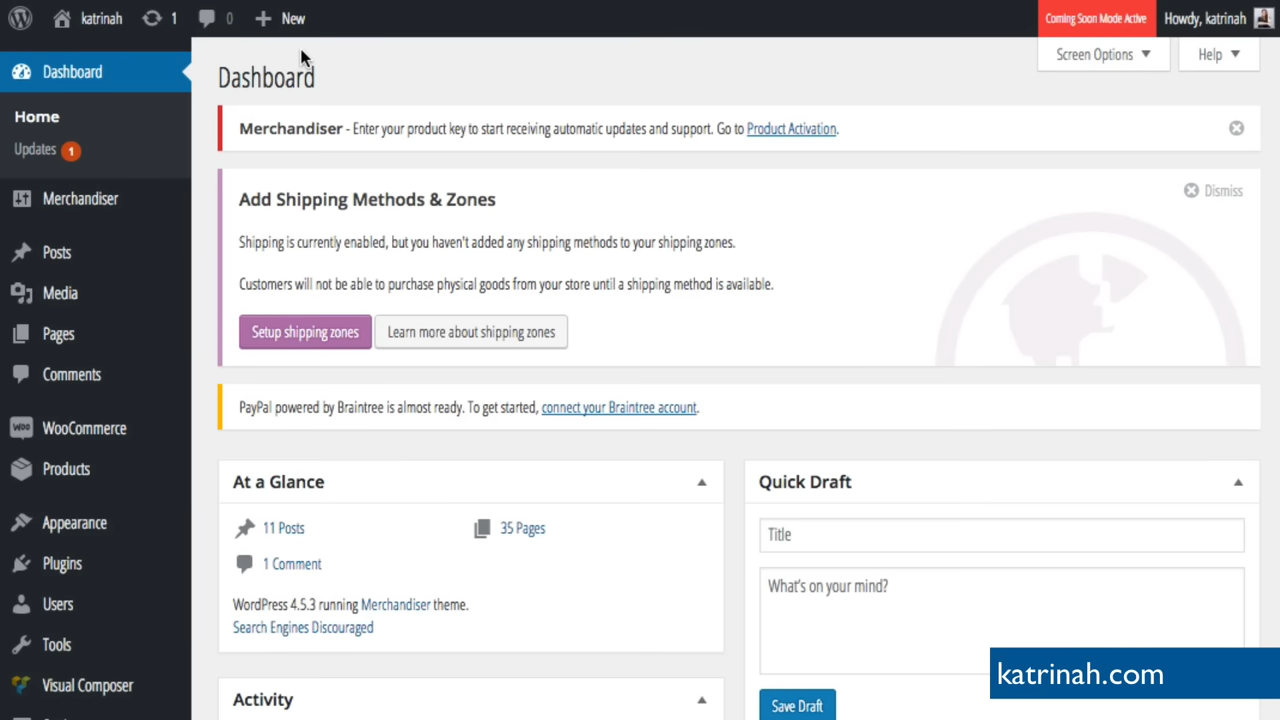 katrinah 1 0 New Coming Soon Mode Active Howdy, katrinah
Screen Options Help
Dashboard
Home
Updates 1
Merchandiser
Posts
Media
Pages
Comments
WooCommerce
Products
Appearance
Plugins
Users
Tools
Visual Composer
Dashboard
Merchandiser - Enter your product key to start receiving automatic updates and support. Go to Product Activation.
Add Shipping Methods & Zones
Dismiss
Shipping is currently enabled, but you haven't added any shipping methods to your shipping zones.
Customers will not be able to purchase physical goods from your store until a shipping method is available.
Setup shipping zones Learn more about shipping zones
PayPal powered by Braintree is almost ready. To get started, connect your Braintree account.
At a Glance
11 Posts 35 Pages
1 Comment
WordPress 4.5.3 running Merchandiser theme.
Search Engines Discouraged
Activity
Quick Draft
Title
What's on your mind?
Save Draft
katrinah.com